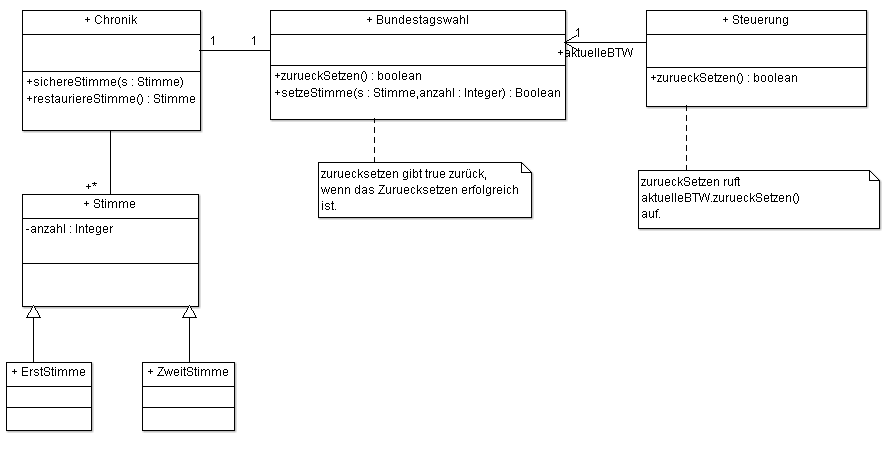 + Chronik
+sichereStimme(s : Stimme)
+restauriereStimme() : Stimme
1
1
+ Bundestagswahl
+zurueckSetzen() : boolean
+setzeStimme(s : Stimme,anzahl : Integer) : Boolean
1
+aktuelleBTW
+ Steuerung
+zurueckSetzen() : boolean
zuruecksetzen gibt true zurück,
wenn das Zuruecksetzen erfolgreich
ist.
zurueckSetzen ruft
aktuelleBTW.zurueckSetzen()
auf.
+*
+ Stimme
-anzahl : Integer
+ ErstStimme
+ ZweitStimme